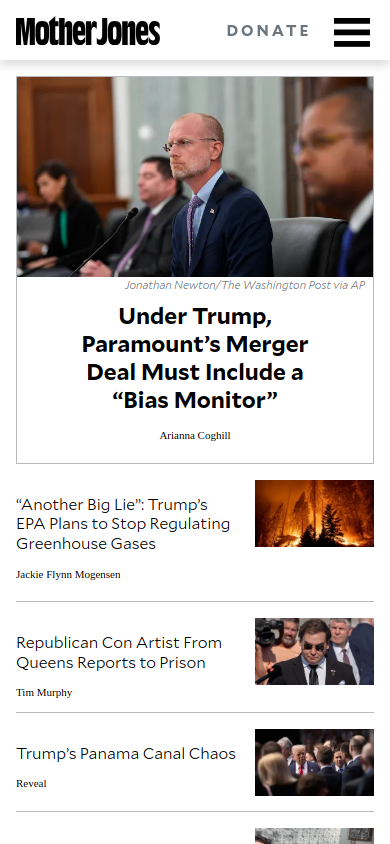 Mother Jones
DONATE
Jonathan Newton/The Washington Post via AP
Under Trump,
Paramount’s Merger
Deal Must Include a
“Bias Monitor”
Arianna Coghill
“Another Big Lie”: Trump’s
EPA Plans to Stop Regulating
Greenhouse Gases
Jackie Flynn Mogensen
Republican Con Artist From
Queens Reports to Prison
Tim Murphy
Trump’s Panama Canal Chaos
Reveal